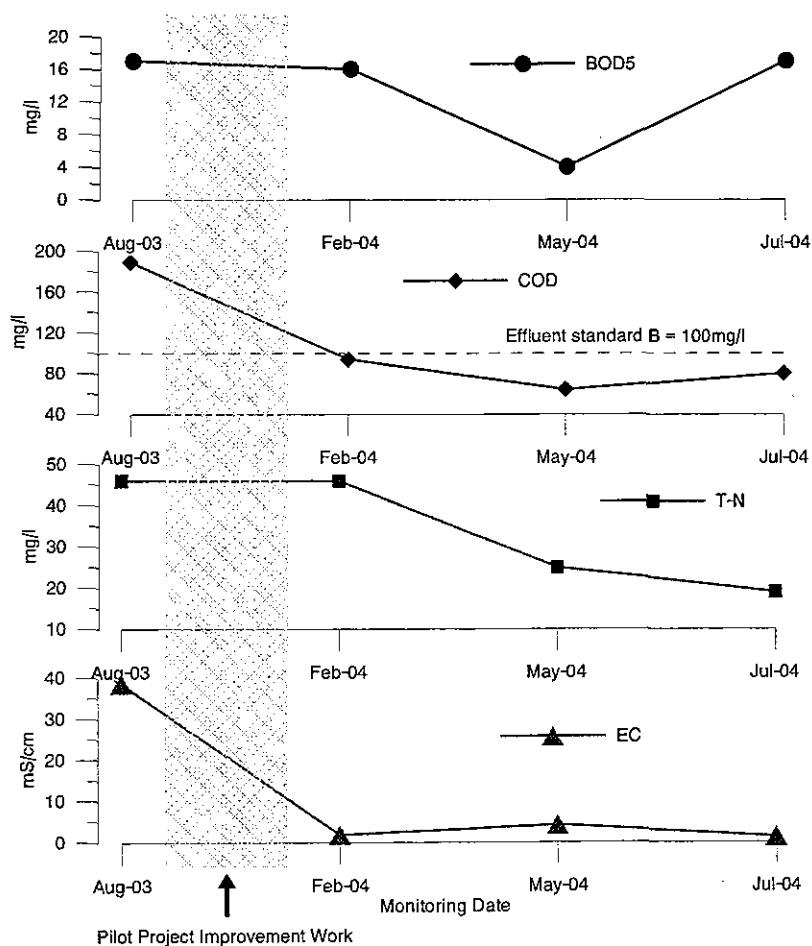 20
16
12
8
4
0
mg/l
BOD5
Aug-03 Feb-04 May-04 Jul-04
200
160
120
80
40
mg/l
COD
Effluent standard B = 100mg/l
Aug-03 Feb-04 May-04 Jul-04
50
40
30
20
10
mg/l
T-N
Aug-03 Feb-04 May-04 Jul-04
40
30
20
10
0
mS/cm
EC
Aug-03 Feb-04 May-04 Jul-04
Monitoring Date
Pilot Project Improvement Work